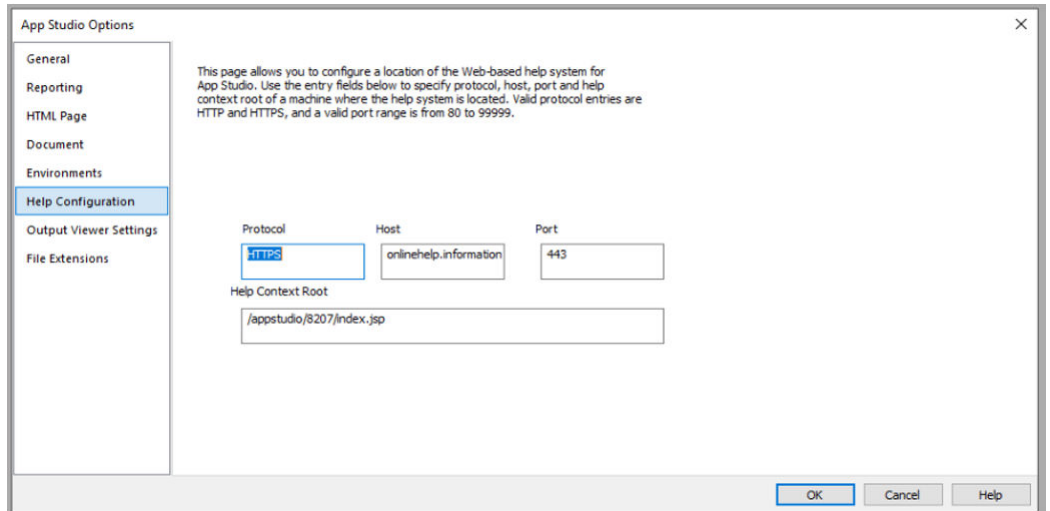 App Studio Options
General
Reporting
HTML Page
Document
Environments
Help Configuration
Output Viewer Settings
File Extensions
This page allows you to configure a location of the Web-based help system for
App Studio. Use the entry fields below to specify protocol, host, port and help
context root of a machine where the help system is located. Valid protocol entries are
HTTP and HTTPS, and a valid port range is from 80 to 99999.
Protocol Host Port
HTTPS onlinehelp.information 443
Help Context Root
/appstudio/8207/index.jsp
OK Cancel Help